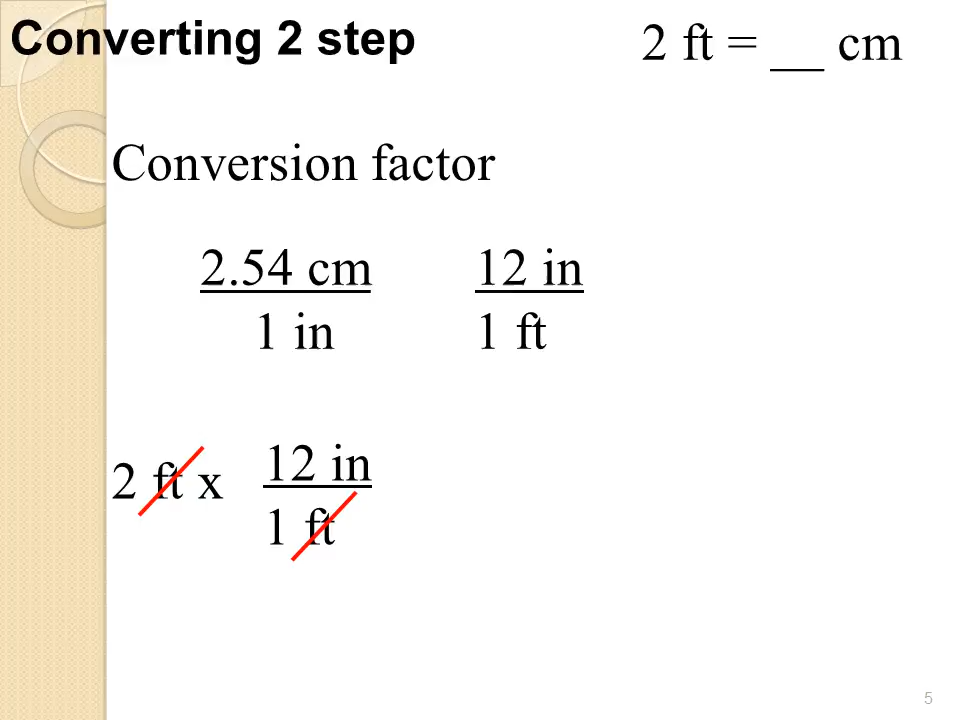 Converting 2 step
2 ft = __ cm
Conversion factor
2.54 cm
1 in
12 in
1 ft
2 ft x
12 in
1 ft
5